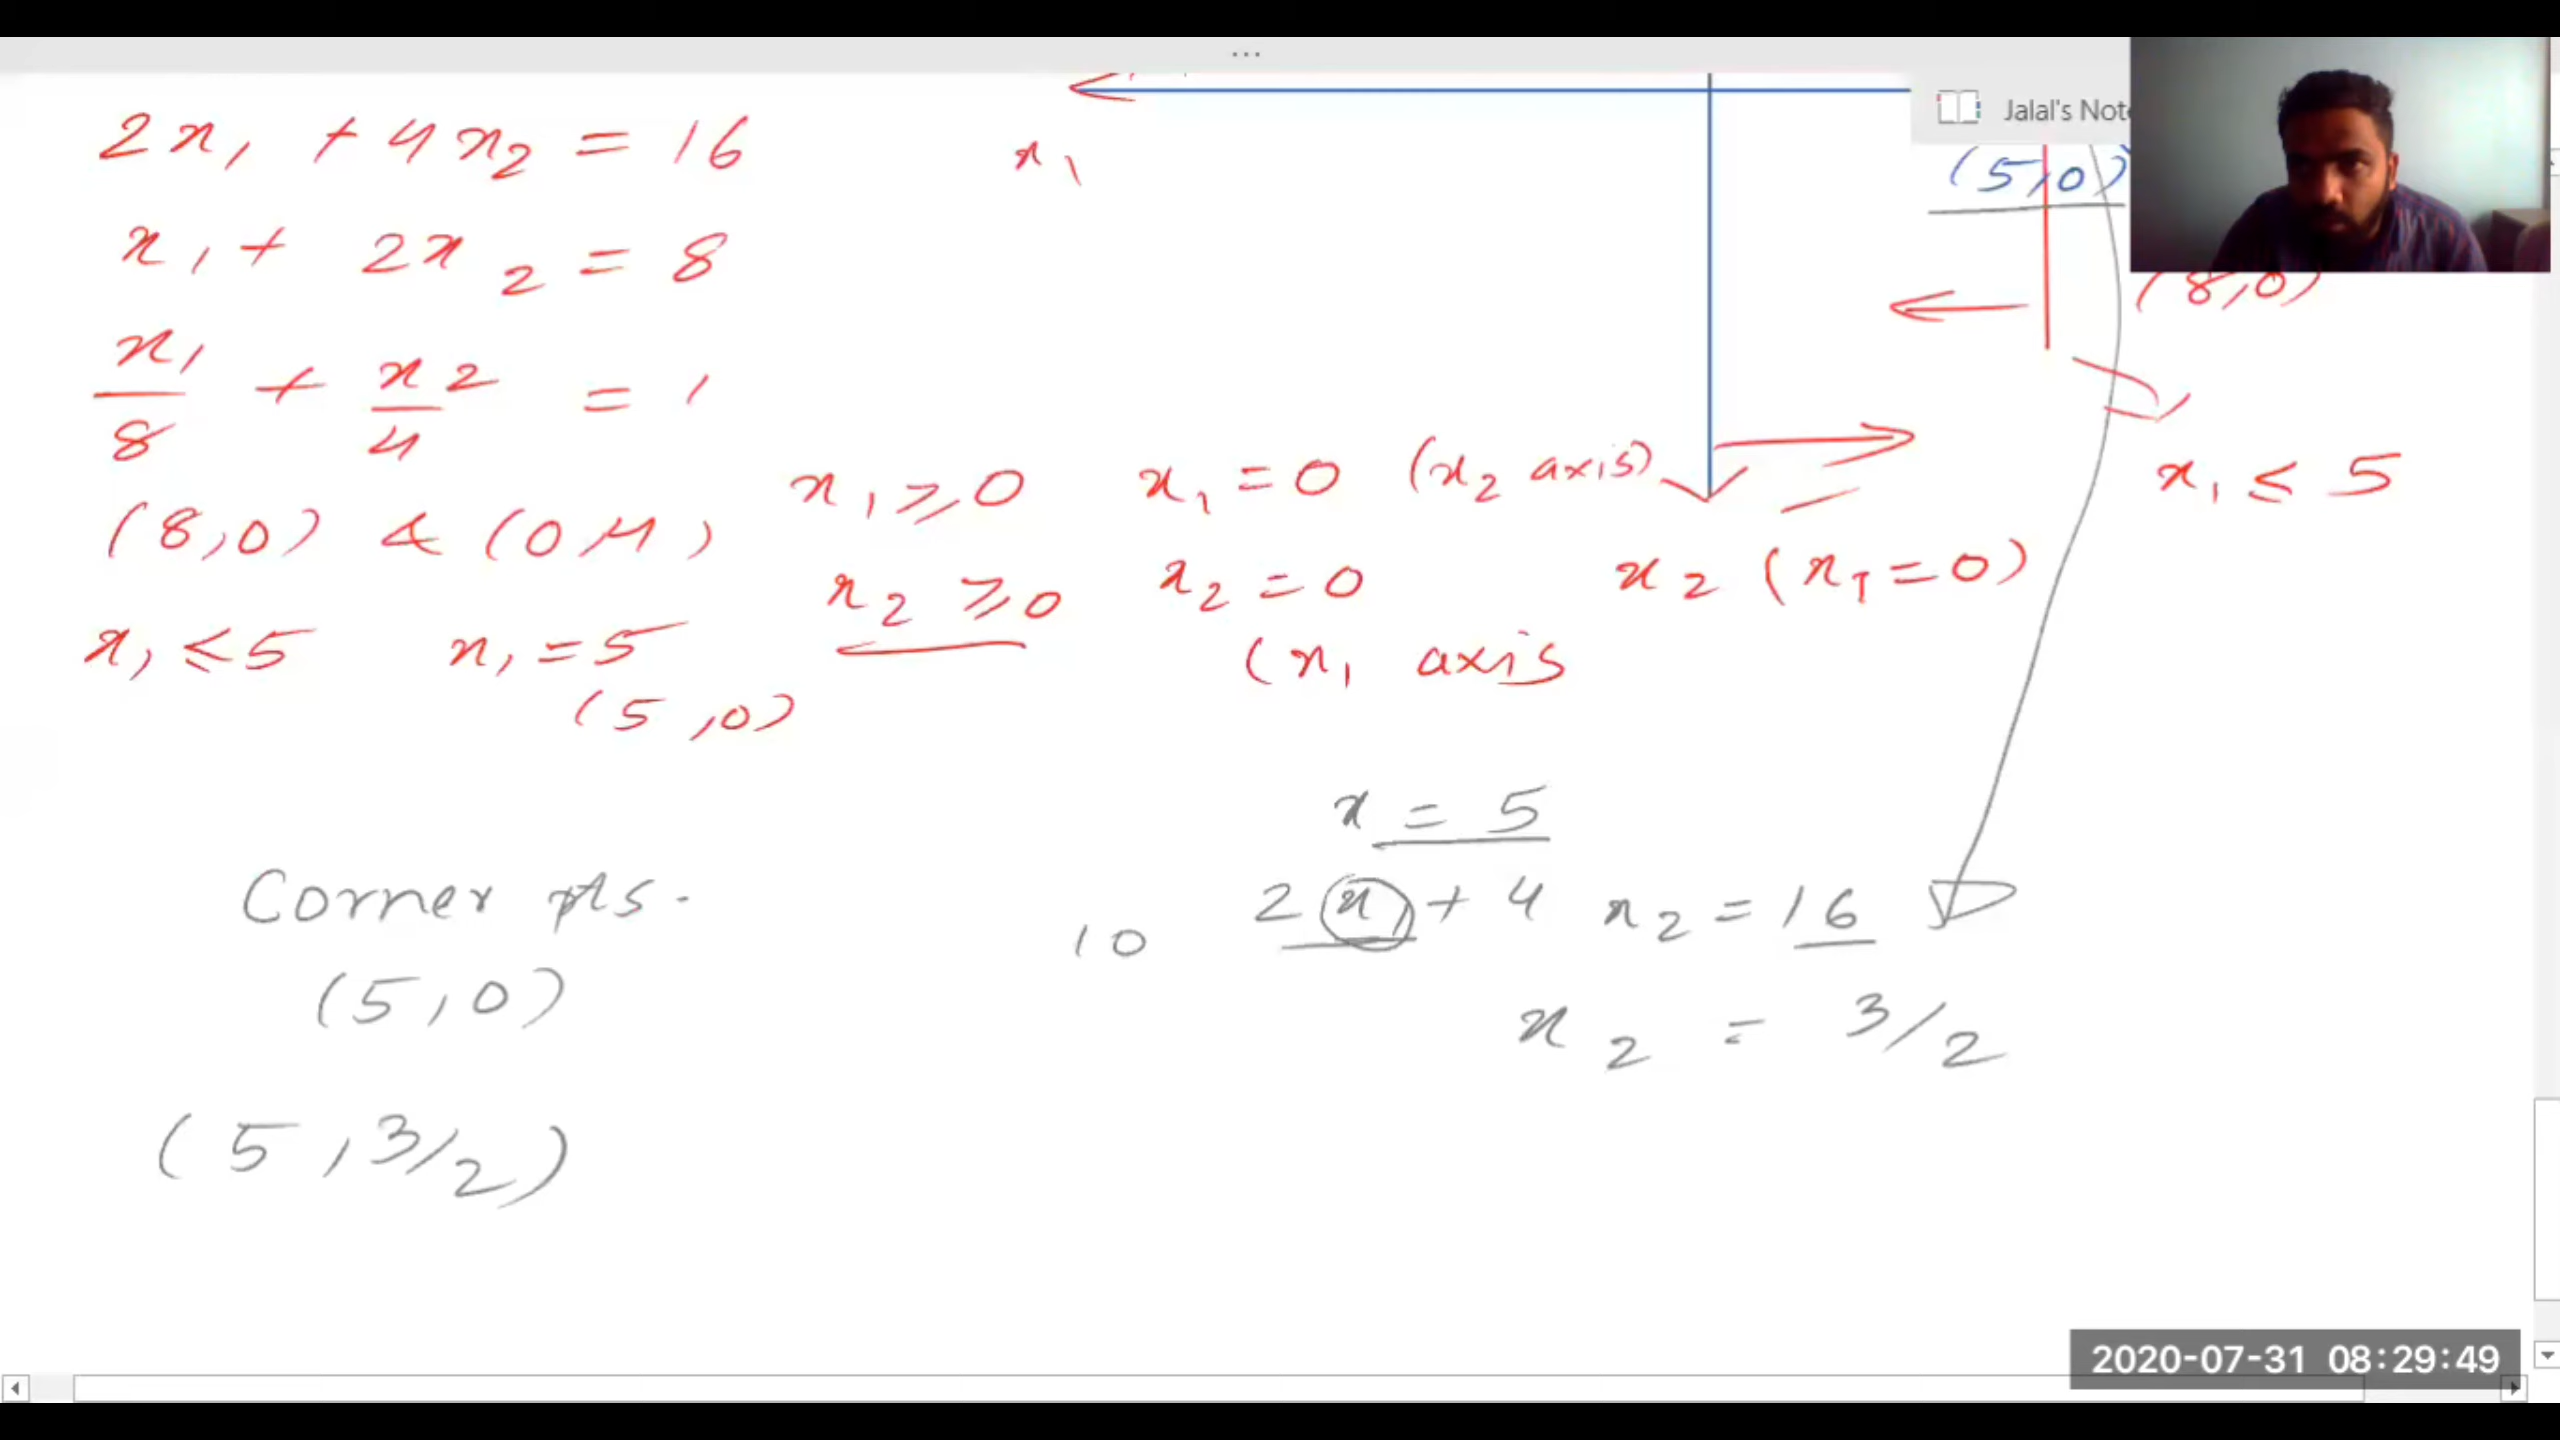 ...
2x₁ + 4x₂ = 16
x₁ + 2x₂ = 8
x₁/8 + x₂/4 = 1
(8,0) & (0,4)
x₁ ≤ 5 x₁ = 5
(5,0)
x₁ ≥ 0 x₁ = 0 (x₂ axis)
x₂ ≥ 0 x₂ = 0
(x₁ axis
x₁
Jalal's Not
(5,0)
(8,0)
x₁ ≤ 5
x₂ (x₁ = 0)
Corner pts.
(5,0)
(5, 3/2)
x = 5
10 2x₁ + 4x₂ = 16
x₂ = 3/2
2020-07-31 08:29:49